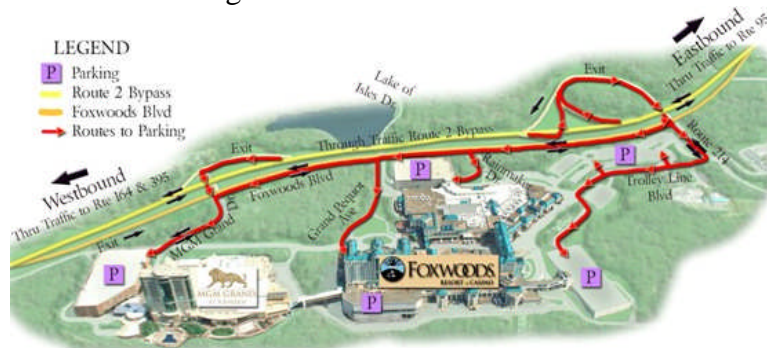 LEGEND
P Parking
Route 2 Bypass
Foxwoods Blvd
Routes to Parking
Eastbound
Thru Traffic to Rte 95
Exit
Lake of
Isles Dr
Through Traffic Route 2 Bypass
Route 214
Exit
Westbound
Thru Traffic to Rte 164 & 395
Foxwoods Blvd
P
Rainmaker
Dr
P
Trolley Line
Blvd
Exit
MGM Grand
Dr
Grand Pequot
Ave
P
MGM GRAND
AT FOXWOODS
FOXWOODS
RESORT • CASINO
P
P